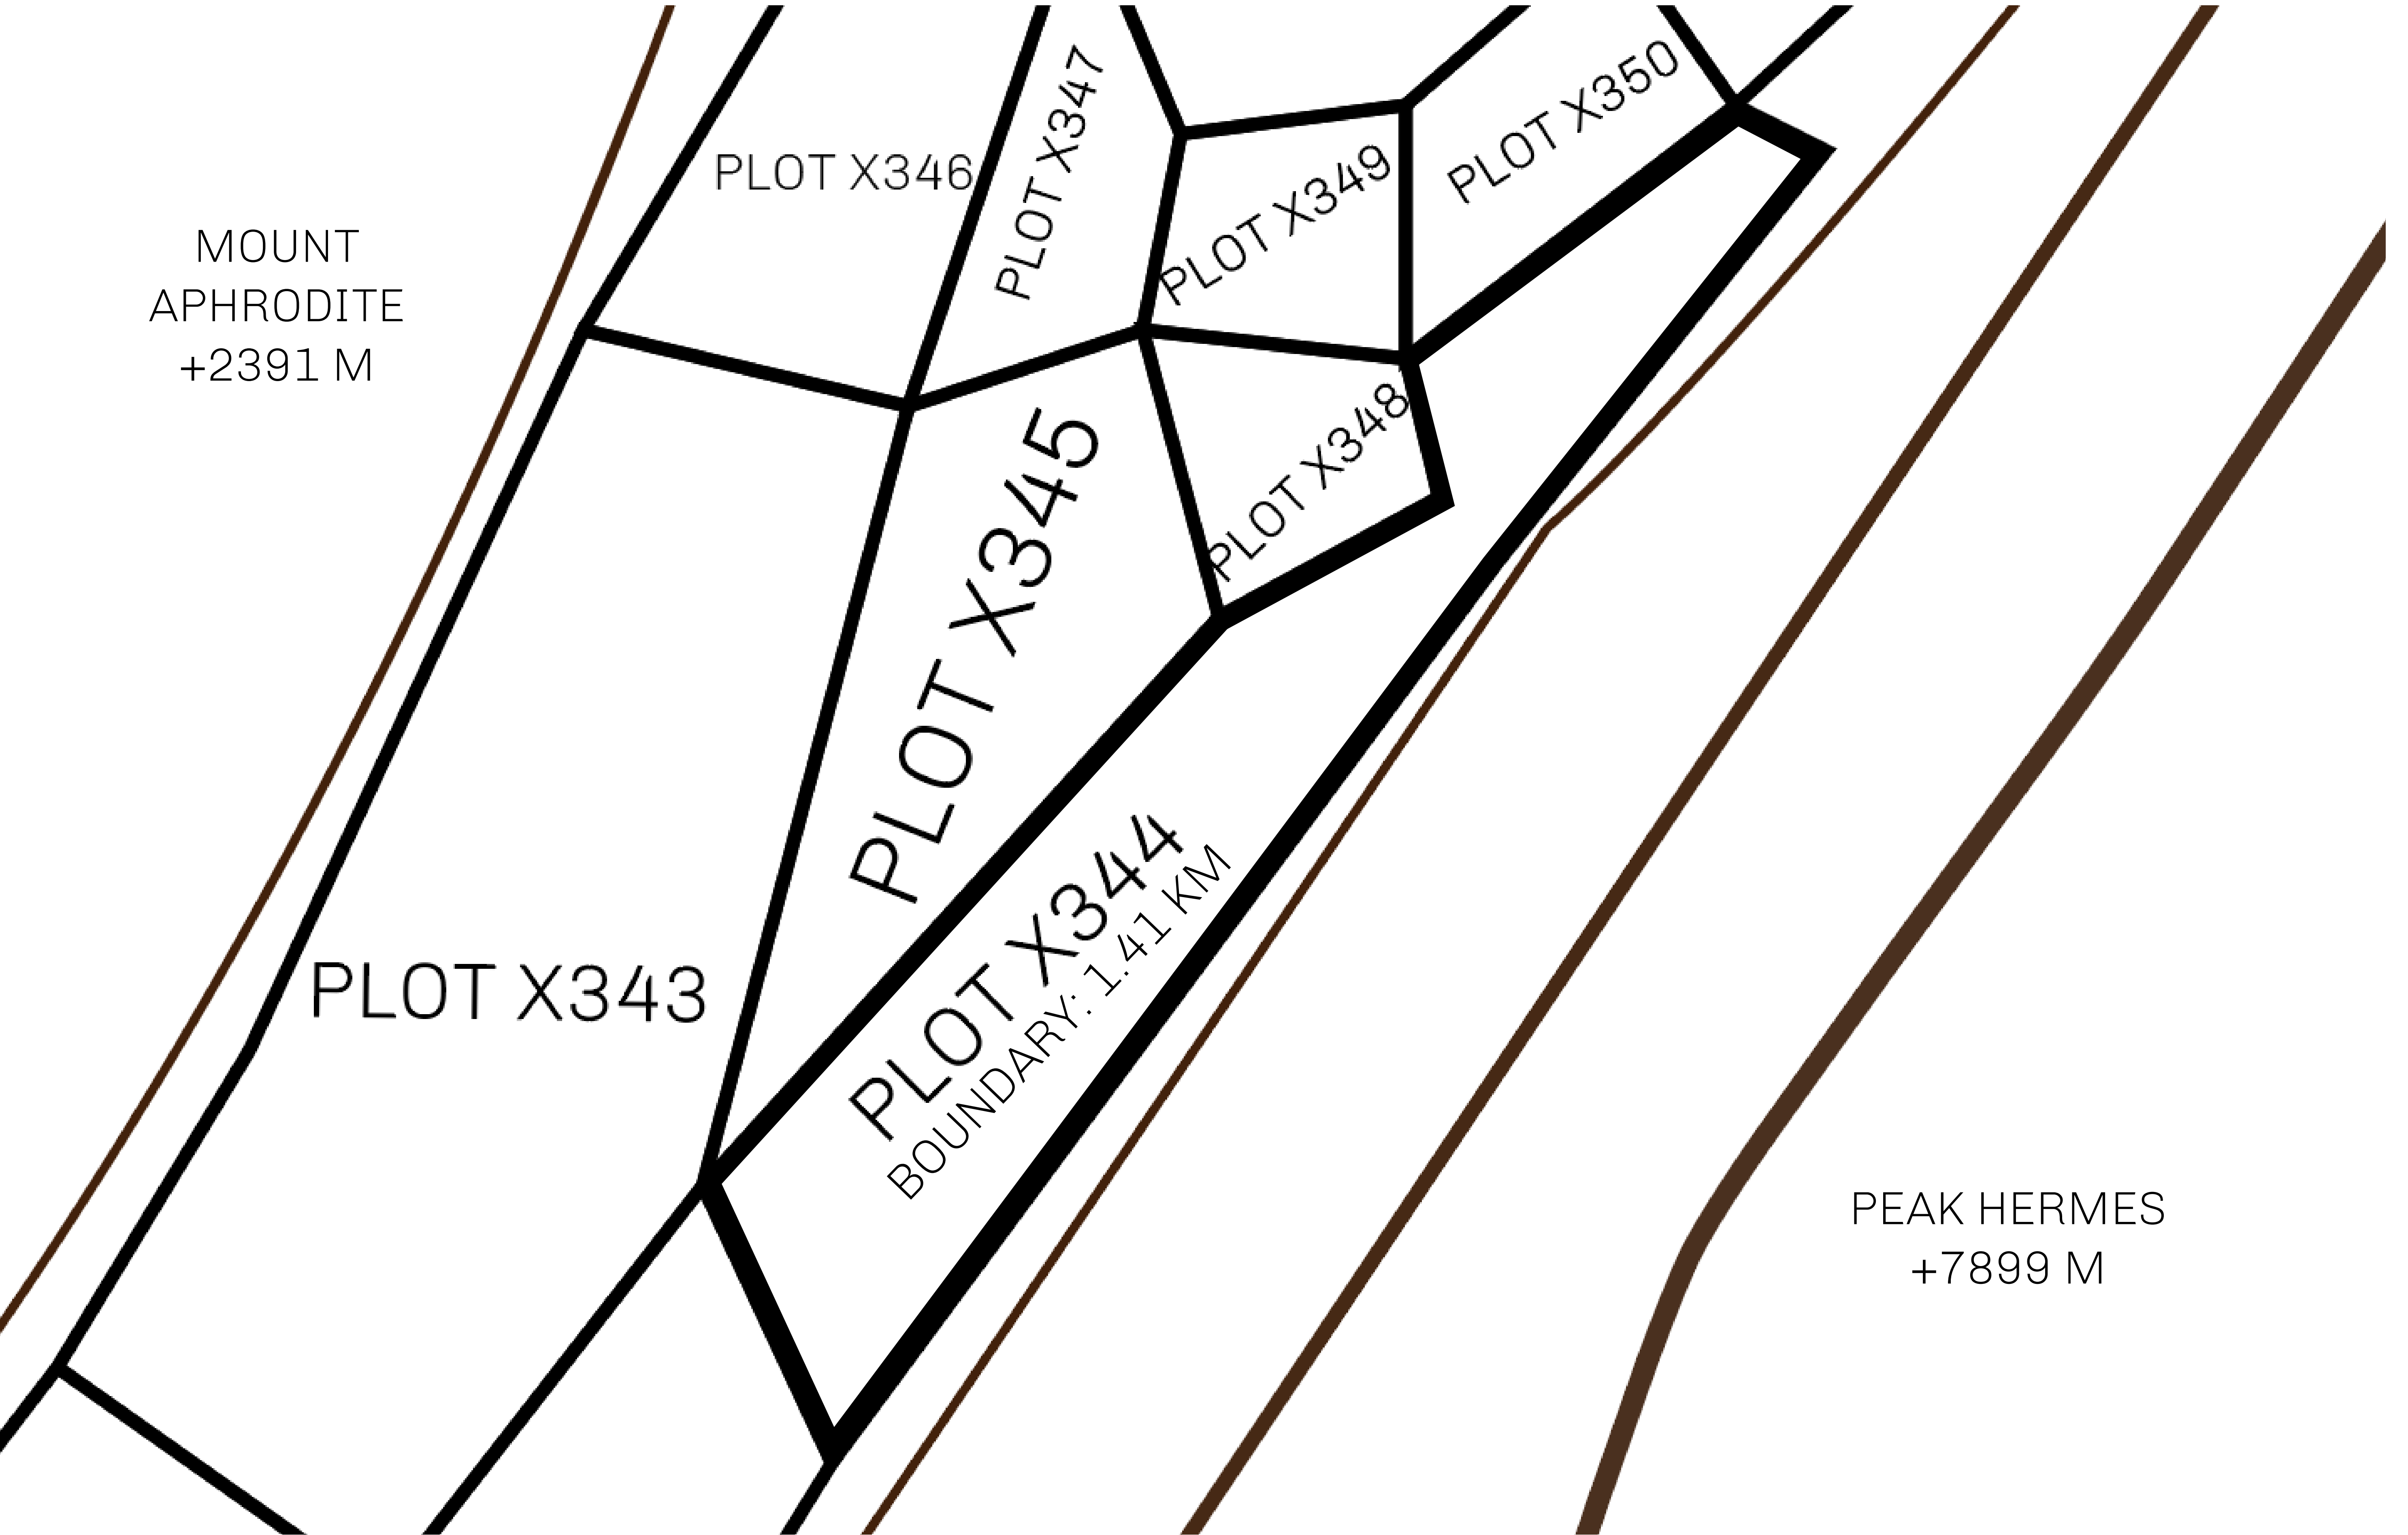 PLOT X347
PLOT X350
PLOT X346
PLOT X349
MOUNT
APHRODITE
+2391 M
PLOT X348
PLOT X345
PLOT X343
PLOT X344
BOUNDARY: 1.41 KM
PEAK HERMES
+7899 M